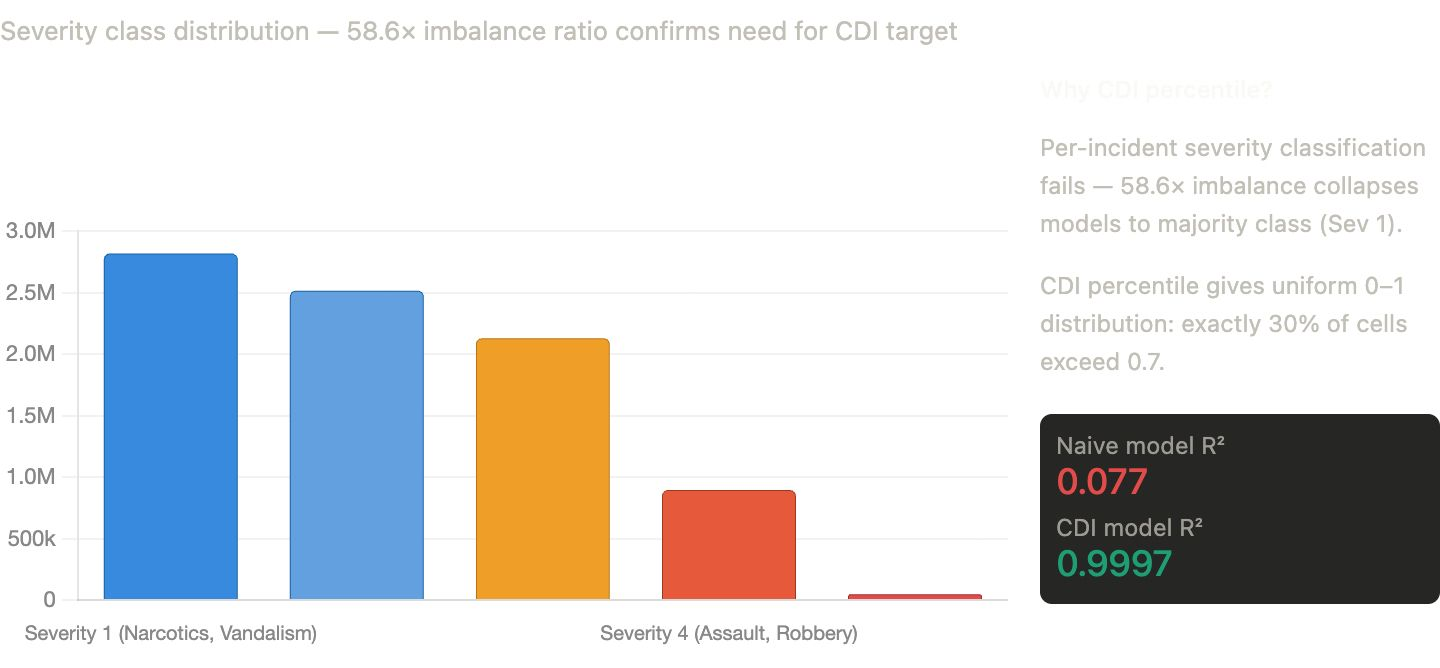 Severity class distribution — 58.6× imbalance ratio confirms need for CDI target
Why CDI percentile?
Per-incident severity classification
fails — 58.6× imbalance collapses
models to majority class (Sev 1).
CDI percentile gives uniform 0–1
distribution: exactly 30% of cells
exceed 0.7.
Naive model R²
0.077
CDI model R²
0.9997
3.0M
2.5M
2.0M
1.5M
1.0M
500k
0
Severity 1 (Narcotics, Vandalism)
Severity 4 (Assault, Robbery)